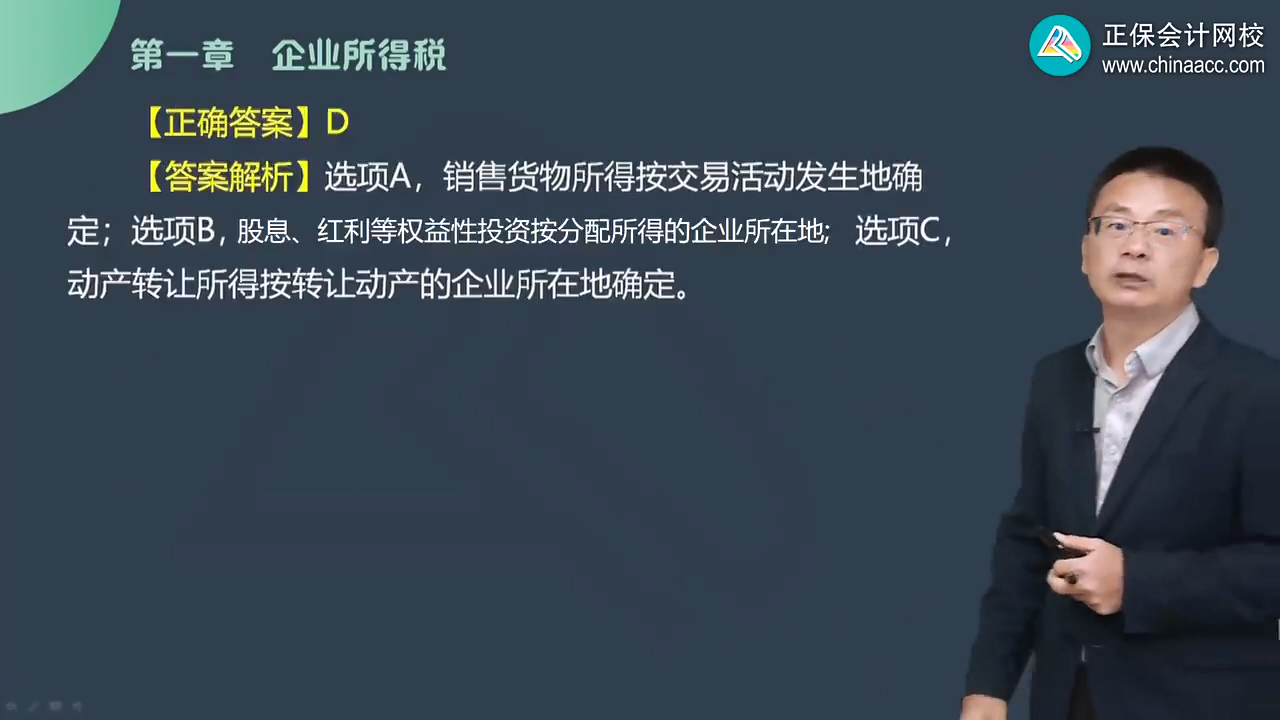 第一章 企业所得税
正保会计网校
www.chinaacc.com
【正确答案】D
【答案解析】选项A，销售货物所得按交易活动发生地确
定；选项B，股息、红利等权益性投资按分配所得的企业所在地； 选项C，
动产转让所得按转让动产的企业所在地确定。